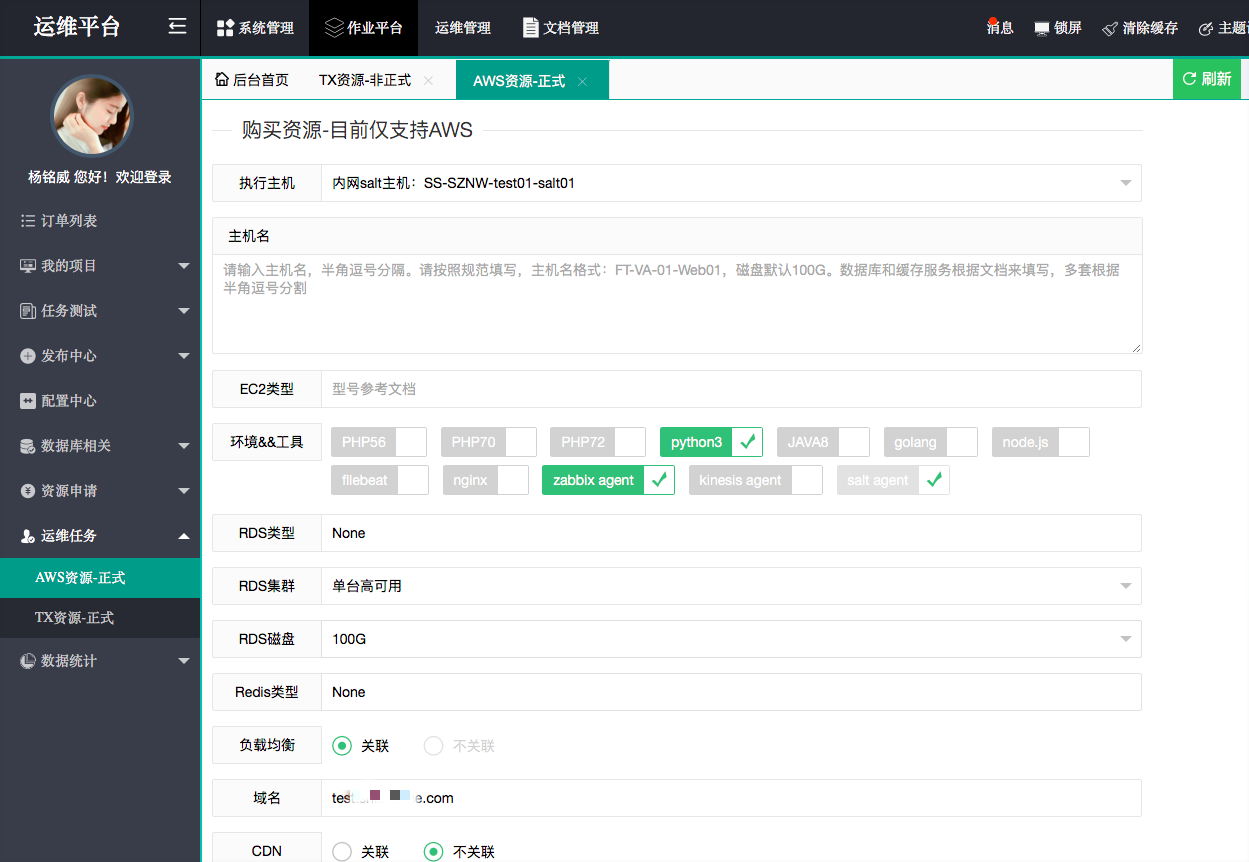 运维平台
系统管理 作业平台 运维管理 文档管理 消息 锁屏 清除缓存
后台首页 TX资源-非正式 AWS资源-正式 刷新
杨铭威 您好！欢迎登录
订单列表
我的项目
任务测试
发布中心
配置中心
数据库相关
资源申请
运维任务
AWS资源-正式
TX资源-正式
数据统计
购买资源-目前仅支持AWS
执行主机 内网salt主机：SS-SZNW-test01-salt01
主机名
请输入主机名，半角逗号分隔。请按照规范填写，主机名格式：FT-VA-01-Web01，磁盘默认100G。数据库和缓存服务根据文档来填写，多套根据
半角逗号分割
EC2类型 型号参考文档
环境&&工具 PHP56 PHP70 PHP72 python3 JAVA8 golang node.js
filebeat nginx zabbix agent kinesis agent salt agent
RDS类型 None
RDS集群 单台高可用
RDS磁盘 100G
Redis类型 None
负载均衡 关联 不关联
域名
CDN 关联 不关联